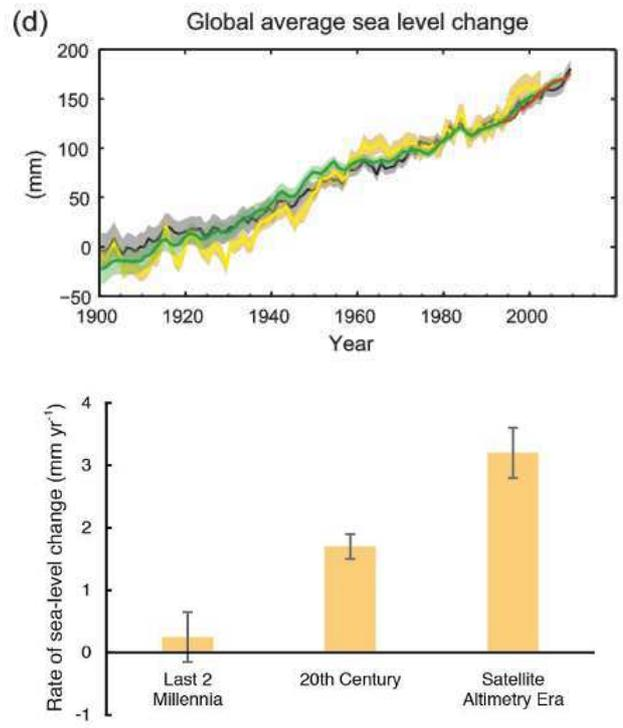 (d) Global average sea level change
200
150
100
50
0
−50
(mm)
1900 1920 1940 1960 1980 2000
Year
4
3
2
1
0
-1
Rate of sea-level change (mm yr⁻¹)
Last 2
Millennia
20th Century
Satellite
Altimetry Era